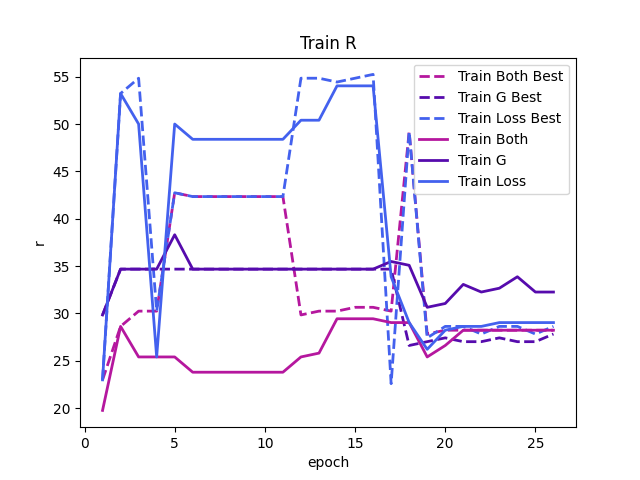 Train R
55
50
45
40
35
30
25
20
r
0 5 10 15 20 25
epoch
Train Both Best
Train G Best
Train Loss Best
Train Both
Train G
Train Loss